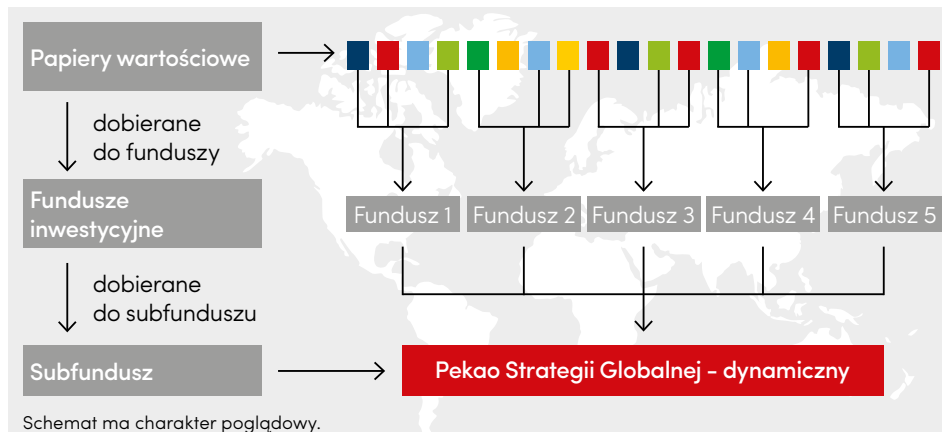 Papiery wartościowe
dobierane
do funduszy
Fundusze
inwestycyjne
Fundusz 1
Fundusz 2
Fundusz 3
Fundusz 4
Fundusz 5
dobierane
do subfunduszu
Subfundusz
Pekao Strategii Globalnej - dynamiczny
Schemat ma charakter poglądowy.